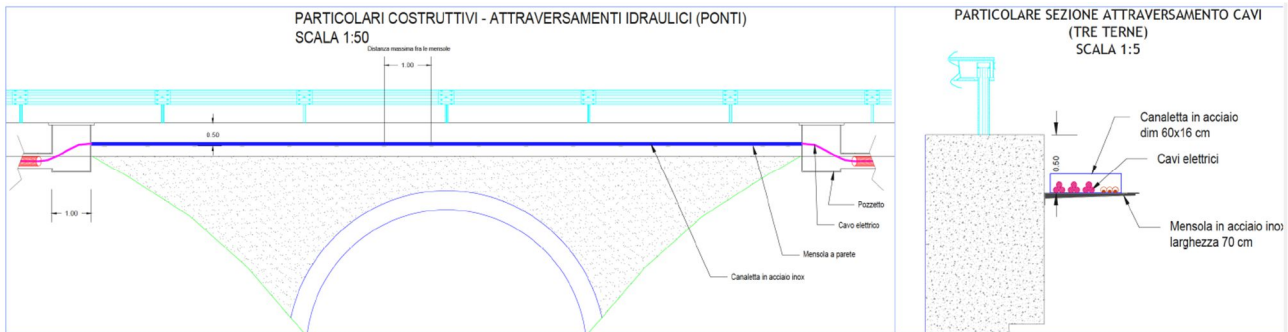 PARTICOLARI COSTRUTTIVI - ATTRAVERSAMENTI IDRAULICI (PONTI)
SCALA 1:50
Distanza massima fra le mensole
1.00
0.50
1.00
Pozzetto
Cavo elettrico
Mensola a parete
Canaletta in acciaio inox
PARTICOLARE SEZIONE ATTRAVERSAMENTO CAVI
(TRE TERNE)
SCALA 1:5
Canaletta in acciaio
dim 60x16 cm
0.50
Cavi elettrici
Mensola in acciaio inox
larghezza 70 cm